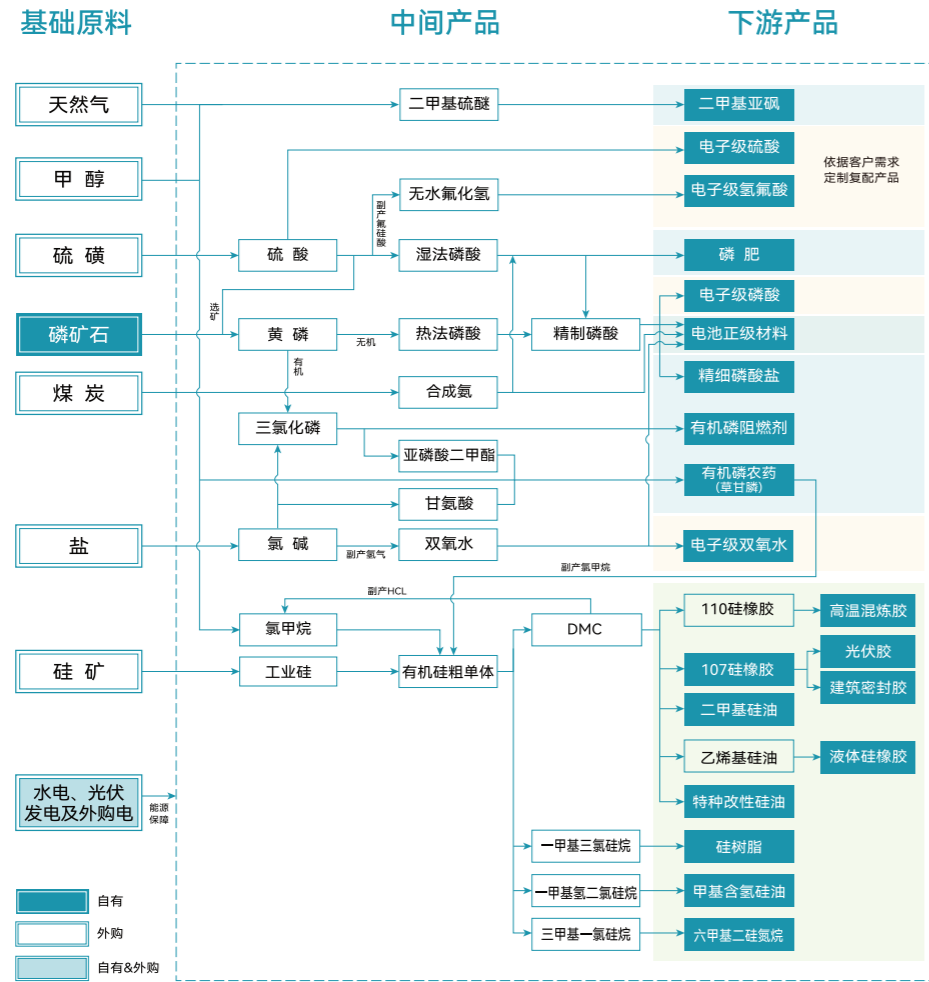 基础原料
中间产品
下游产品
天然气
二甲基硫醚
二甲基亚砜
甲 醇
电子级硫酸
依据客户需求
定制复配产品
副产氟硅酸
无水氟化氢
电子级氢氟酸
硫 磺
硫 酸
湿法磷酸
磷 肥
选矿
电子级磷酸
磷矿石
黄 磷
无机
热法磷酸
精制磷酸
电池正级材料
有机
煤 炭
合成氨
精细磷酸盐
三氯化磷
有机磷阻燃剂
亚磷酸二甲酯
有机磷农药
(草甘膦)
甘氨酸
盐
氯 碱
副产氢气
双氧水
电子级双氧水
副产氯甲烷
副产HCL
氯甲烷
DMC
110硅橡胶
高温混炼胶
硅 矿
工业硅
有机硅粗单体
107硅橡胶
光伏胶
建筑密封胶
二甲基硅油
乙烯基硅油
液体硅橡胶
水电、光伏
发电及外购电
能源
保障
特种改性硅油
一甲基三氯硅烷
硅树脂
一甲基氢二氯硅烷
甲基含氢硅油
三甲基一氯硅烷
六甲基二硅氮烷
自有
外购
自有&外购